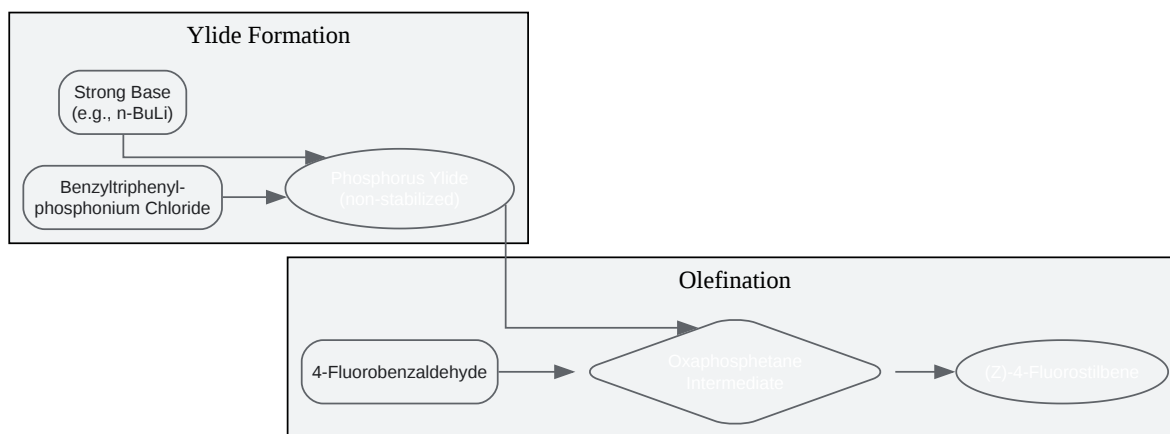 Ylide Formation
Strong Base
(e.g., n-BuLi)
Benzyltriphenyl-
phosphonium Chloride
Phosphorus Ylide
(non-stabilized)
Olefination
4-Fluorobenzaldehyde
Oxaphosphetane
Intermediate
(Z)-4-Fluorostilbene